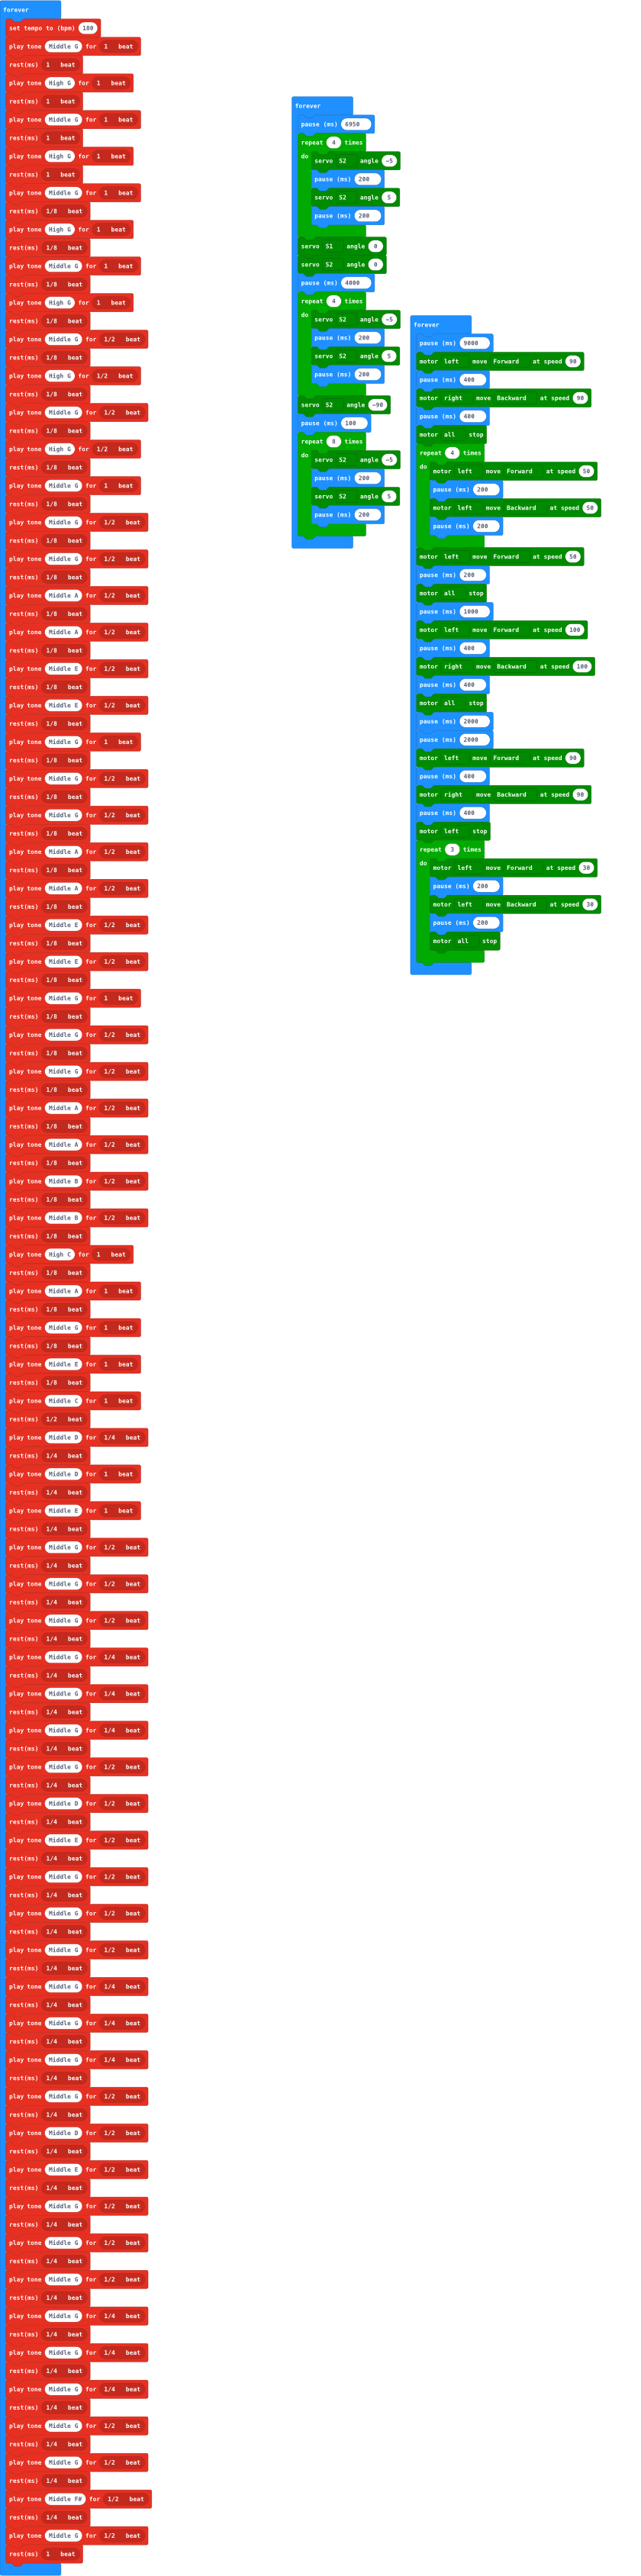 forever
set tempo to (bpm) 180
play tone Middle G for 1 beat
rest(ms) 1 beat
play tone High G for 1 beat
rest(ms) 1 beat
play tone Middle G for 1 beat
rest(ms) 1 beat
play tone High G for 1 beat
rest(ms) 1 beat
play tone Middle G for 1 beat
rest(ms) 1/8 beat
play tone High G for 1 beat
rest(ms) 1/8 beat
play tone Middle G for 1 beat
rest(ms) 1/8 beat
play tone High G for 1 beat
rest(ms) 1/8 beat
play tone Middle G for 1/2 beat
rest(ms) 1/8 beat
play tone High G for 1/2 beat
rest(ms) 1/8 beat
play tone Middle G for 1/2 beat
rest(ms) 1/8 beat
play tone High G for 1/2 beat
rest(ms) 1/8 beat
play tone Middle G for 1 beat
rest(ms) 1/8 beat
play tone Middle G for 1/2 beat
rest(ms) 1/8 beat
play tone Middle G for 1/2 beat
rest(ms) 1/8 beat
play tone Middle A for 1/2 beat
rest(ms) 1/8 beat
play tone Middle A for 1/2 beat
rest(ms) 1/8 beat
play tone Middle E for 1/2 beat
rest(ms) 1/8 beat
play tone Middle E for 1/2 beat
rest(ms) 1/8 beat
play tone Middle G for 1 beat
rest(ms) 1/8 beat
play tone Middle G for 1/2 beat
rest(ms) 1/8 beat
play tone Middle G for 1/2 beat
rest(ms) 1/8 beat
play tone Middle A for 1/2 beat
rest(ms) 1/8 beat
play tone Middle A for 1/2 beat
rest(ms) 1/8 beat
play tone Middle E for 1/2 beat
rest(ms) 1/8 beat
play tone Middle E for 1/2 beat
rest(ms) 1/8 beat
play tone Middle G for 1 beat
rest(ms) 1/8 beat
play tone Middle G for 1/2 beat
rest(ms) 1/8 beat
play tone Middle G for 1/2 beat
rest(ms) 1/8 beat
play tone Middle A for 1/2 beat
rest(ms) 1/8 beat
play tone Middle A for 1/2 beat
rest(ms) 1/8 beat
play tone Middle B for 1/2 beat
rest(ms) 1/8 beat
play tone Middle B for 1/2 beat
rest(ms) 1/8 beat
play tone High C for 1 beat
rest(ms) 1/8 beat
play tone Middle A for 1 beat
rest(ms) 1/8 beat
play tone Middle G for 1 beat
rest(ms) 1/8 beat
play tone Middle E for 1 beat
rest(ms) 1/8 beat
play tone Middle C for 1 beat
rest(ms) 1/2 beat
play tone Middle D for 1/4 beat
rest(ms) 1/4 beat
play tone Middle D for 1 beat
rest(ms) 1/4 beat
play tone Middle E for 1 beat
rest(ms) 1/4 beat
play tone Middle G for 1/2 beat
rest(ms) 1/4 beat
play tone Middle G for 1/2 beat
rest(ms) 1/4 beat
play tone Middle G for 1/2 beat
rest(ms) 1/4 beat
play tone Middle G for 1/4 beat
rest(ms) 1/4 beat
play tone Middle G for 1/4 beat
rest(ms) 1/4 beat
play tone Middle G for 1/4 beat
rest(ms) 1/4 beat
play tone Middle G for 1/2 beat
rest(ms) 1/4 beat
play tone Middle D for 1/2 beat
rest(ms) 1/4 beat
play tone Middle E for 1/2 beat
rest(ms) 1/4 beat
play tone Middle G for 1/2 beat
rest(ms) 1/4 beat
play tone Middle G for 1/2 beat
rest(ms) 1/4 beat
play tone Middle G for 1/2 beat
rest(ms) 1/4 beat
play tone Middle G for 1/4 beat
rest(ms) 1/4 beat
play tone Middle G for 1/4 beat
rest(ms) 1/4 beat
play tone Middle G for 1/4 beat
rest(ms) 1/4 beat
play tone Middle G for 1/2 beat
rest(ms) 1/4 beat
play tone Middle D for 1/2 beat
rest(ms) 1/4 beat
play tone Middle E for 1/2 beat
rest(ms) 1/4 beat
play tone Middle G for 1/2 beat
rest(ms) 1/4 beat
play tone Middle G for 1/2 beat
rest(ms) 1/4 beat
play tone Middle G for 1/2 beat
rest(ms) 1/4 beat
play tone Middle G for 1/4 beat
rest(ms) 1/4 beat
play tone Middle G for 1/4 beat
rest(ms) 1/4 beat
play tone Middle G for 1/4 beat
rest(ms) 1/4 beat
play tone Middle G for 1/2 beat
rest(ms) 1/4 beat
play tone Middle G for 1/2 beat
rest(ms) 1/4 beat
play tone Middle F# for 1/2 beat
rest(ms) 1/4 beat
play tone Middle G for 1/2 beat
rest(ms) 1 beat
forever
pause (ms) 6950
repeat 4 times
do servo S2 angle -5
pause (ms) 200
servo S2 angle 5
pause (ms) 200
servo S1 angle 0
servo S2 angle 0
pause (ms) 4000
repeat 4 times
do servo S2 angle -5
pause (ms) 200
servo S2 angle 5
pause (ms) 200
servo S2 angle -90
pause (ms) 100
repeat 8 times
do servo S2 angle -5
pause (ms) 200
servo S2 angle 5
pause (ms) 200
forever
pause (ms) 9000
motor left move Forward at speed 90
pause (ms) 400
motor right move Backward at speed 90
pause (ms) 400
motor all stop
repeat 4 times
do motor left move Forward at speed 50
pause (ms) 200
motor left move Backward at speed 50
pause (ms) 200
motor left move Forward at speed 50
pause (ms) 200
motor all stop
pause (ms) 1000
motor left move Forward at speed 100
pause (ms) 400
motor right move Backward at speed 100
pause (ms) 400
motor all stop
pause (ms) 2000
pause (ms) 2000
motor left move Forward at speed 90
pause (ms) 400
motor right move Backward at speed 90
pause (ms) 400
motor left stop
repeat 3 times
do motor left move Forward at speed 30
pause (ms) 200
motor left move Backward at speed 30
pause (ms) 200
motor all stop